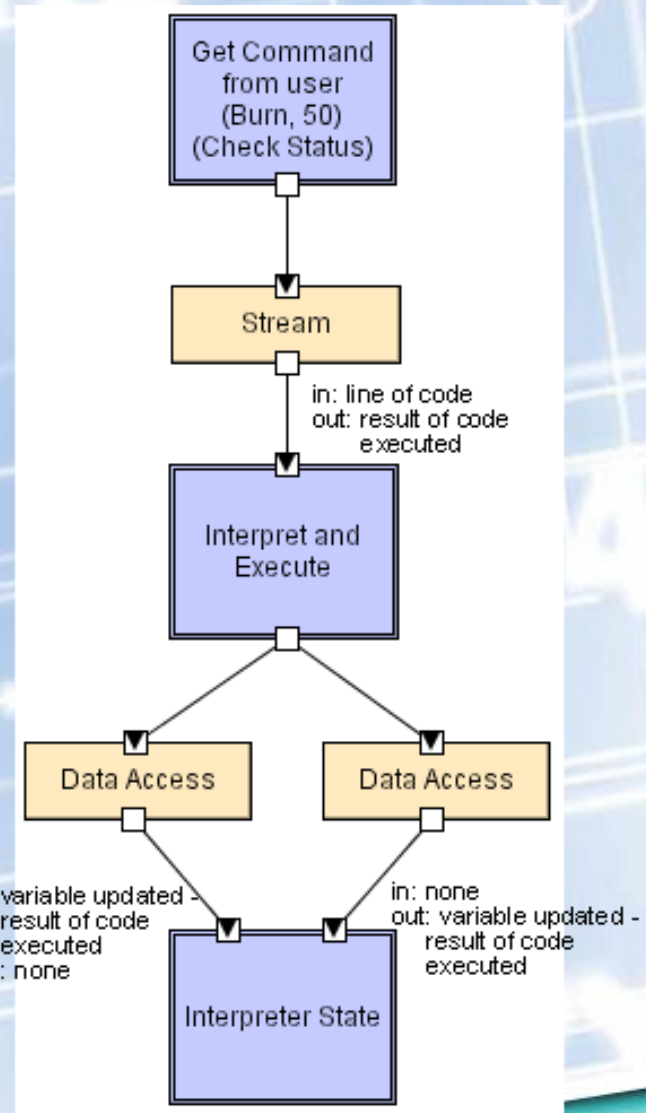 Get Command
from user
(Burn, 50)
(Check Status)
Stream
in: line of code
out: result of code
executed
Interpret and
Execute
Data Access
Data Access
variable updated -
result of code
executed
: none
in: none
out: variable updated -
result of code
executed
Interpreter State